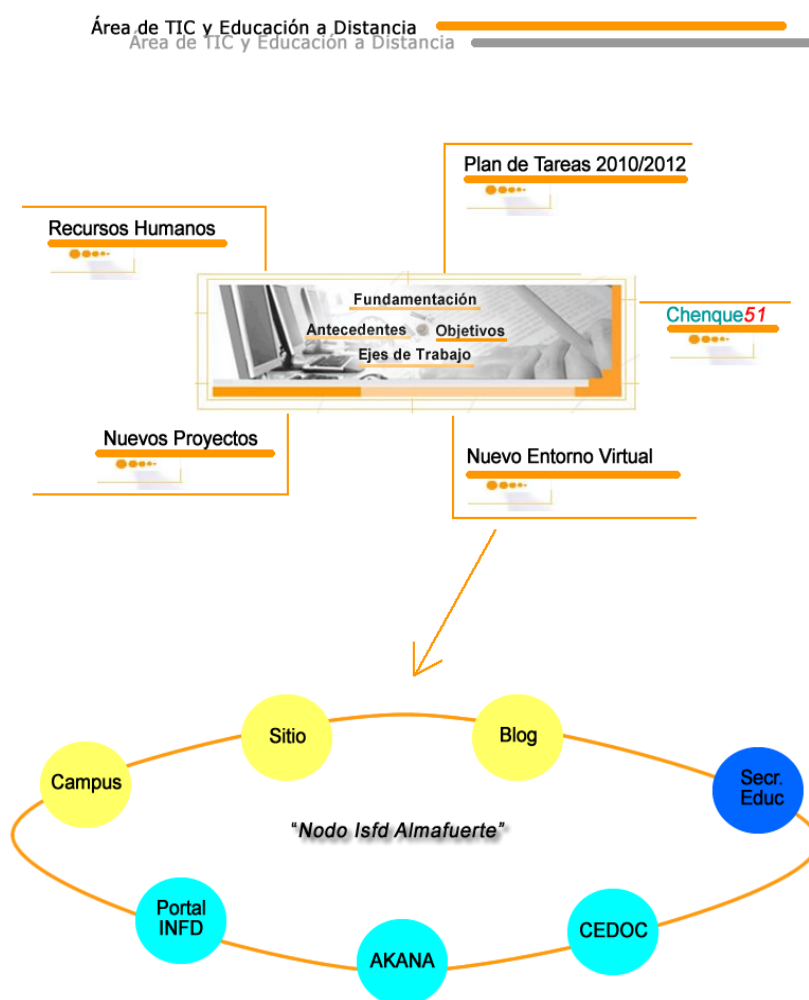 Área de TIC y Educación a Distancia
Área de TIC y Educación a Distancia
Plan de Tareas 2010/2012
Recursos Humanos
Fundamentación
Chenque51
Antecedentes
Objetivos
Ejes de Trabajo
Nuevos Proyectos
Nuevo Entorno Virtual
Sitio
Blog
Campus
Secr.
Educ
"Nodo Isfd Almafuerte"
Portal
INFD
CEDOC
AKANA